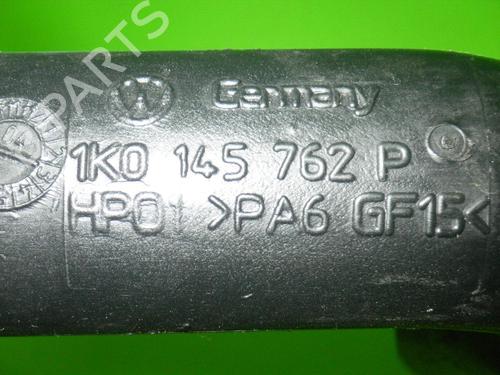 PARTS
Germany
1K0 145 762 P
HP01 >PA6 GF15<